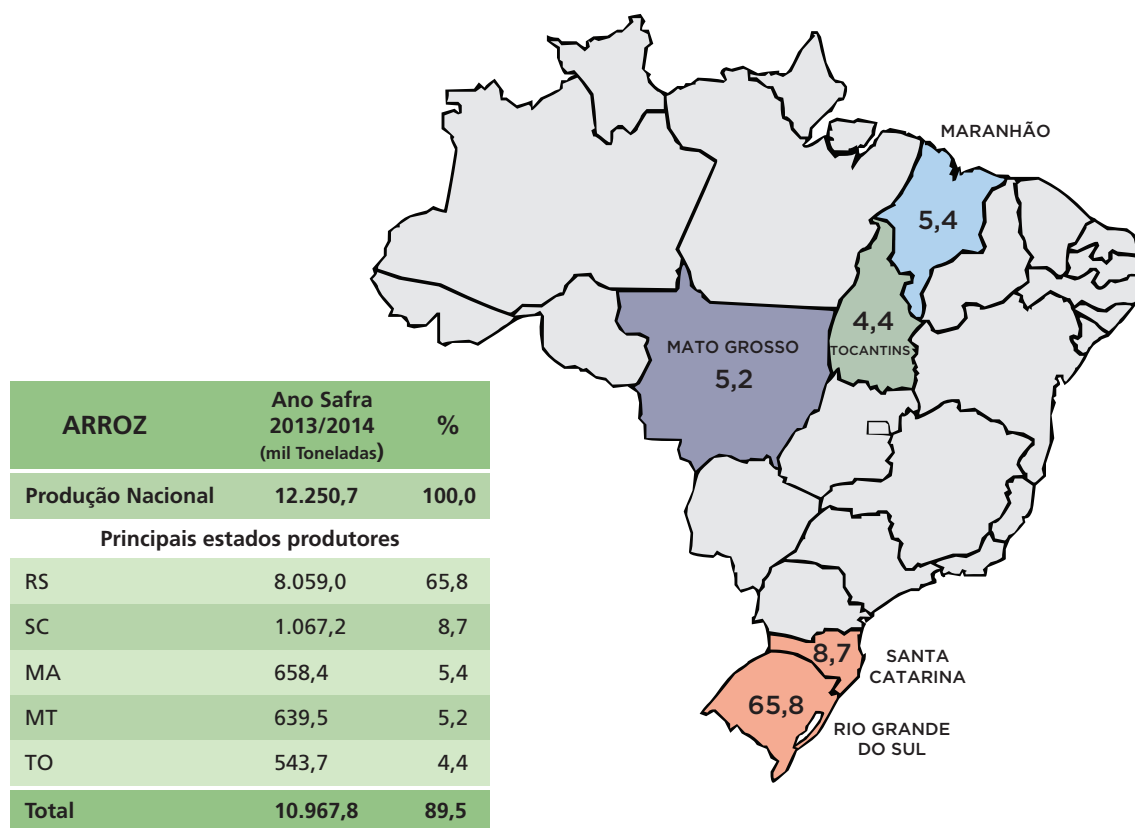 MARANHÃO
5,4
4,4
TOCANTINS
MATO GROSSO
5,2
8,7
SANTA
CATARINA
65,8
RIO GRANDE
DO SUL
ARROZ Ano Safra 2013/2014 (mil Toneladas) %
Produção Nacional 12.250,7 100,0
Principais estados produtores
RS 8.059,0 65,8
SC 1.067,2 8,7
MA 658,4 5,4
MT 639,5 5,2
TO 543,7 4,4
Total 10.967,8 89,5